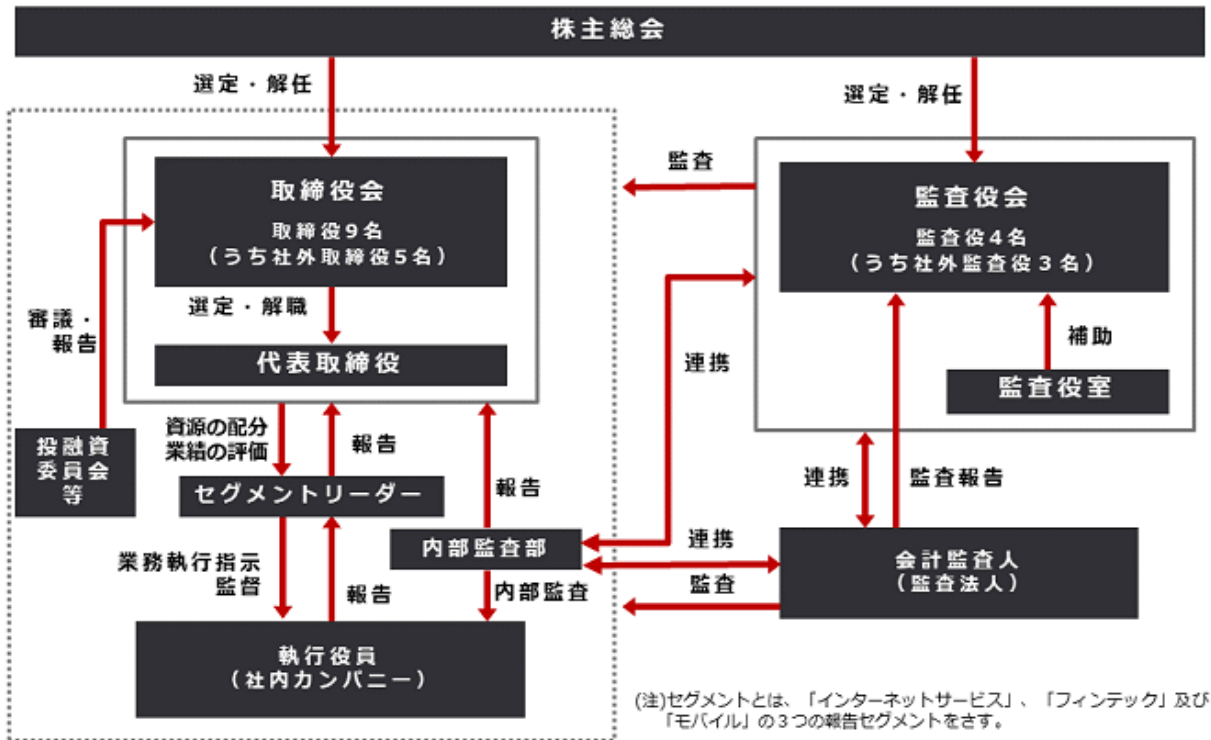 株主総会
選定・解任
選定・解任
取締役会
取締役9名
（うち社外取締役5名）
監査
監査役会
監査役4名
（うち社外監査役３名）
選定・解職
審議・
報告
代表取締役
連携
補助
監査役室
資源の配分
業績の評価
報告
投融資
委員会
等
セグメントリーダー
報告
連携
監査報告
業務執行指示
監督
報告
内部監査部
内部監査
連携
監査
会計監査人
（監査法人）
執行役員
（社内カンパニー）
(注)セグメントとは、「インターネットサービス」、「フィンテック」及び
「モバイル」の３つの報告セグメントをさす。